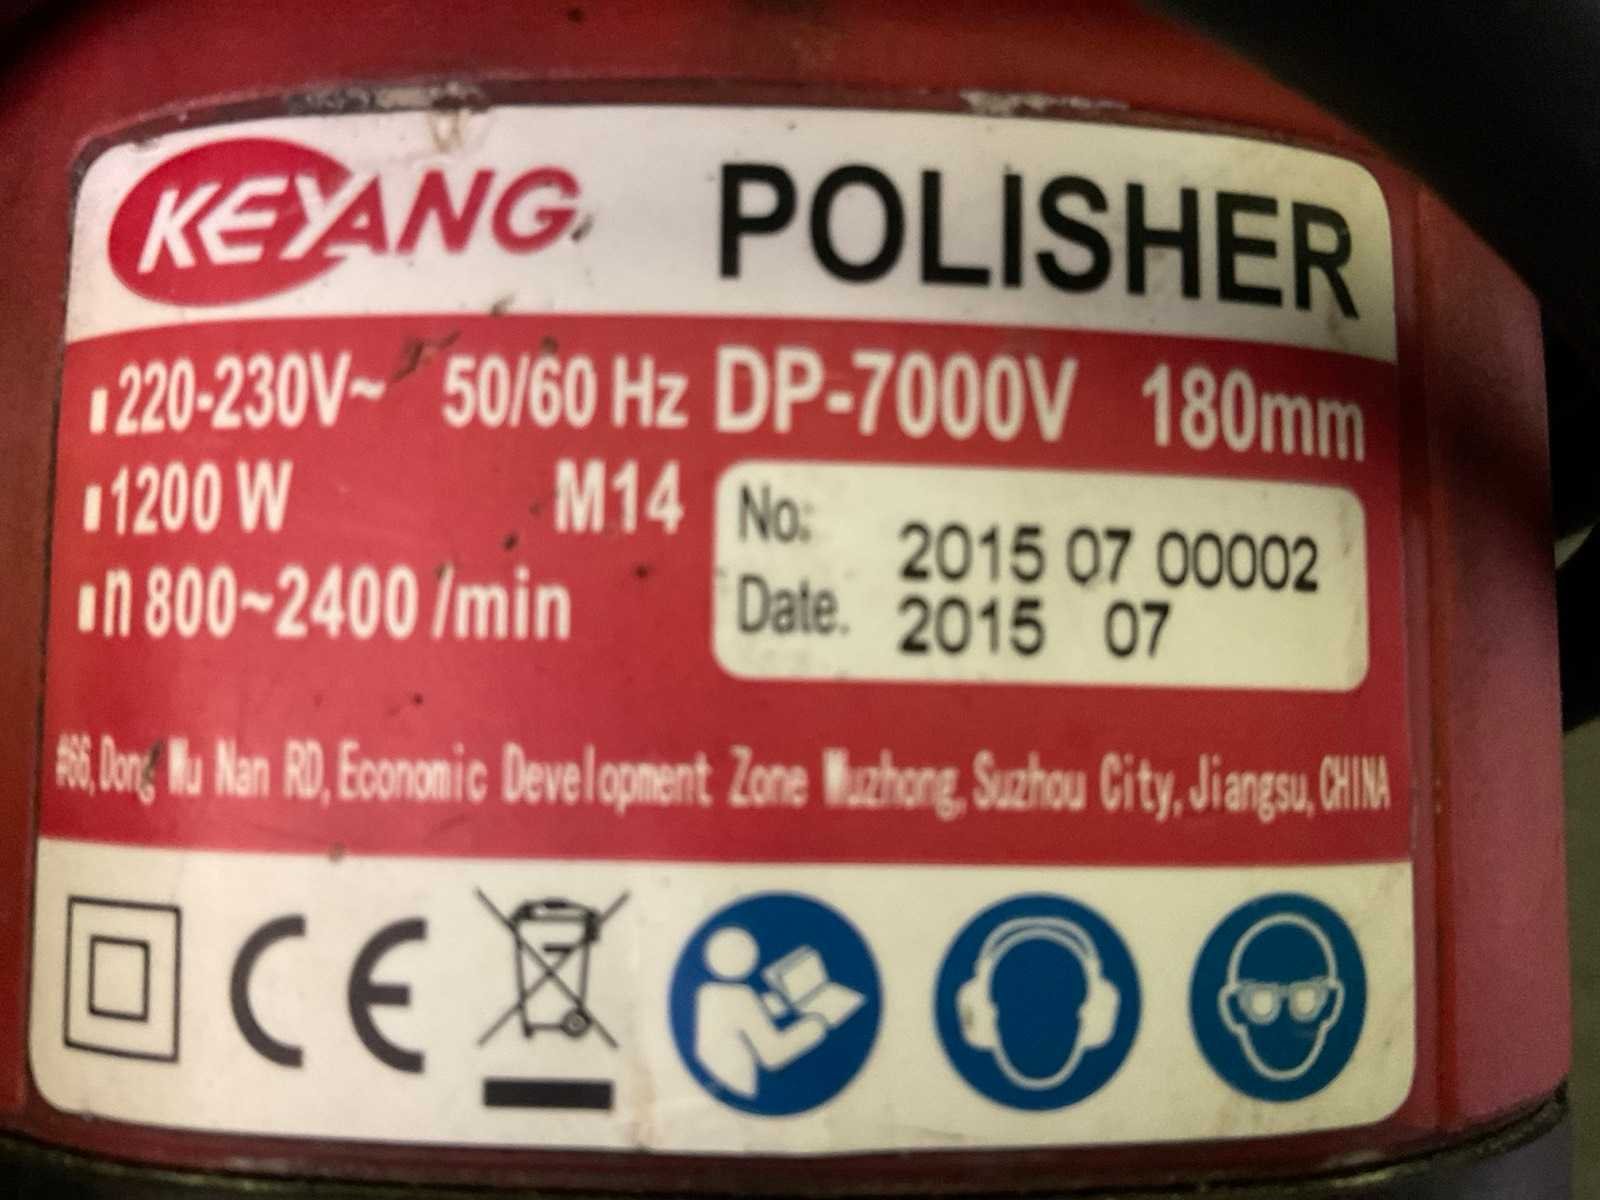 KEYANG POLISHER
220-230V~ 50/60 Hz DP-7000V 180mm
1200 W M14
n 800~2400 /min
No: 2015 07 00002
Date. 2015 07
#66, Dong Wu Nan RD, Economic Development Zone Wuzhong, Suzhou City, Jiangsu, CHINA
CE